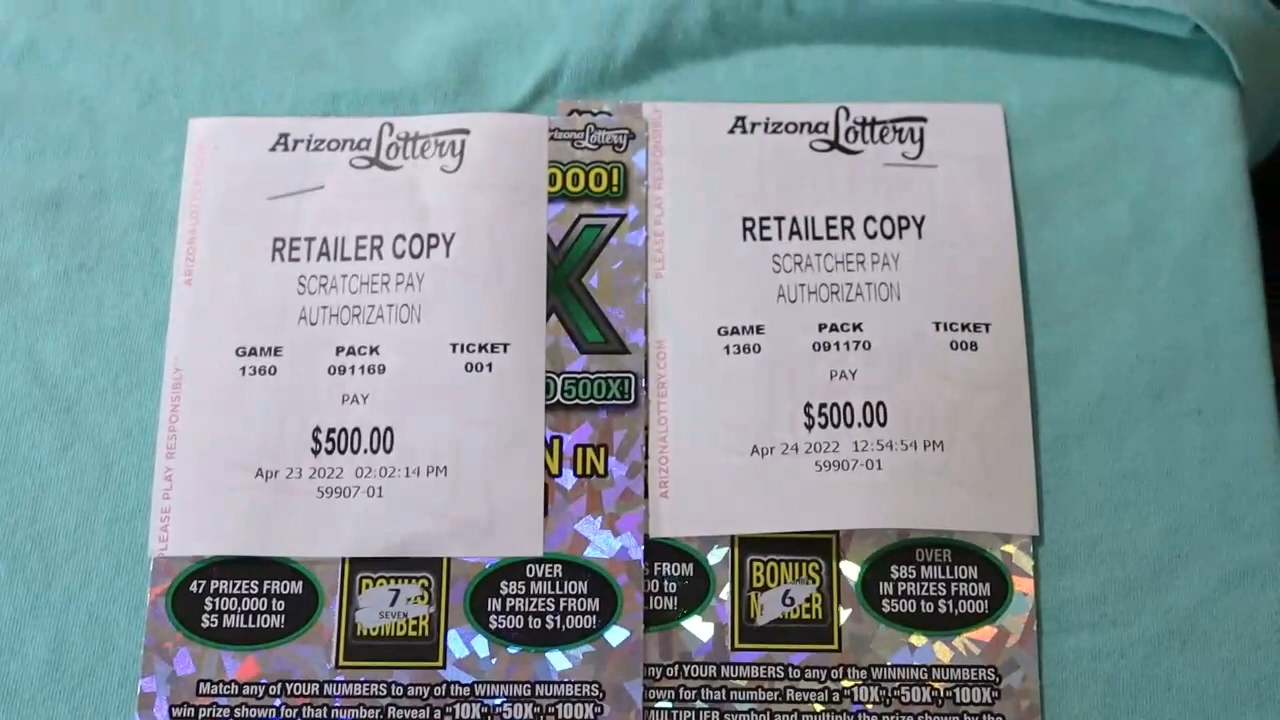 Arizona Lottery
RETAILER COPY
SCRATCHER PAY
AUTHORIZATION
GAME PACK TICKET
1360 091169 001
PAY
$500.00
Apr 23 2022 02:02:14 PM
59907-01
PLEASE PLAY RESPONSIBLY
Arizona Lottery
000!
X
500X!
N IN
Arizona Lottery
RETAILER COPY
SCRATCHER PAY
AUTHORIZATION
GAME PACK TICKET
1360 091170 008
PAY
$500.00
Apr 24 2022 12:54:54 PM
59907-01
PLEASE PLAY RESPONSIBLY
ARIZONALOTTERY.COM
47 PRIZES FROM
$100,000 to
$5 MILLION!
BONUS
7
SEVEN
NUMBER
OVER
$85 MILLION
IN PRIZES FROM
$500 to $1,000!
Match any of YOUR NUMBERS to any of the WINNING NUMBERS,
win prize shown for that number. Reveal a "10X", "50X", "100X"
FROM
BONUS
6
NUMBER
OVER
$85 MILLION
IN PRIZES FROM
$500 to $1,000!
any of YOUR NUMBERS to any of the WINNING NUMBERS,
shown for that number. Reveal a "10X", "50X", "100X"
MULTIPLIER symbol and multiply the prize shown by the